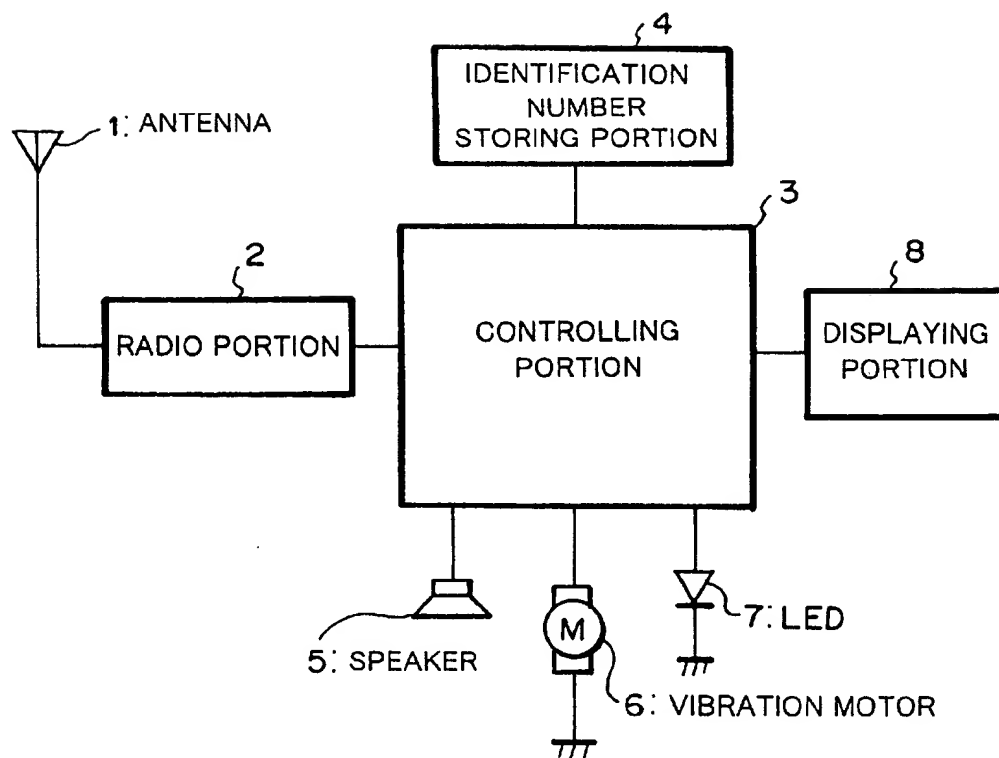 4
IDENTIFICATION
NUMBER
STORING PORTION
1: ANTENNA
3
2
RADIO PORTION
CONTROLLING
PORTION
8
DISPLAYING
PORTION
5: SPEAKER
M
6: VIBRATION MOTOR
7: LED